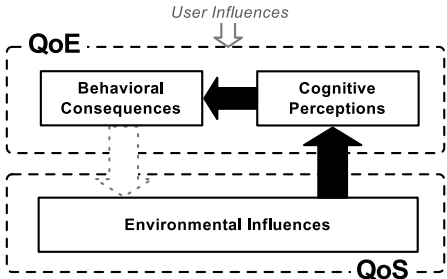 User Influences
QoE
Behavioral
Consequences
Cognitive
Perceptions
Environmental Influences
QoS